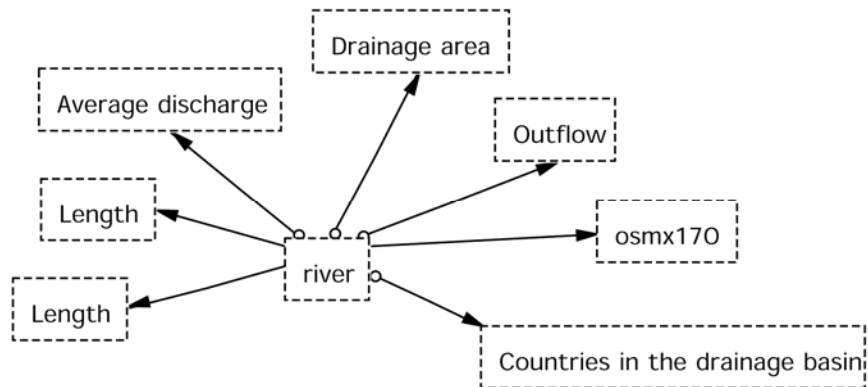 Drainage area
Average discharge
Outflow
Length
osmx170
river
Length
Countries in the drainage basin